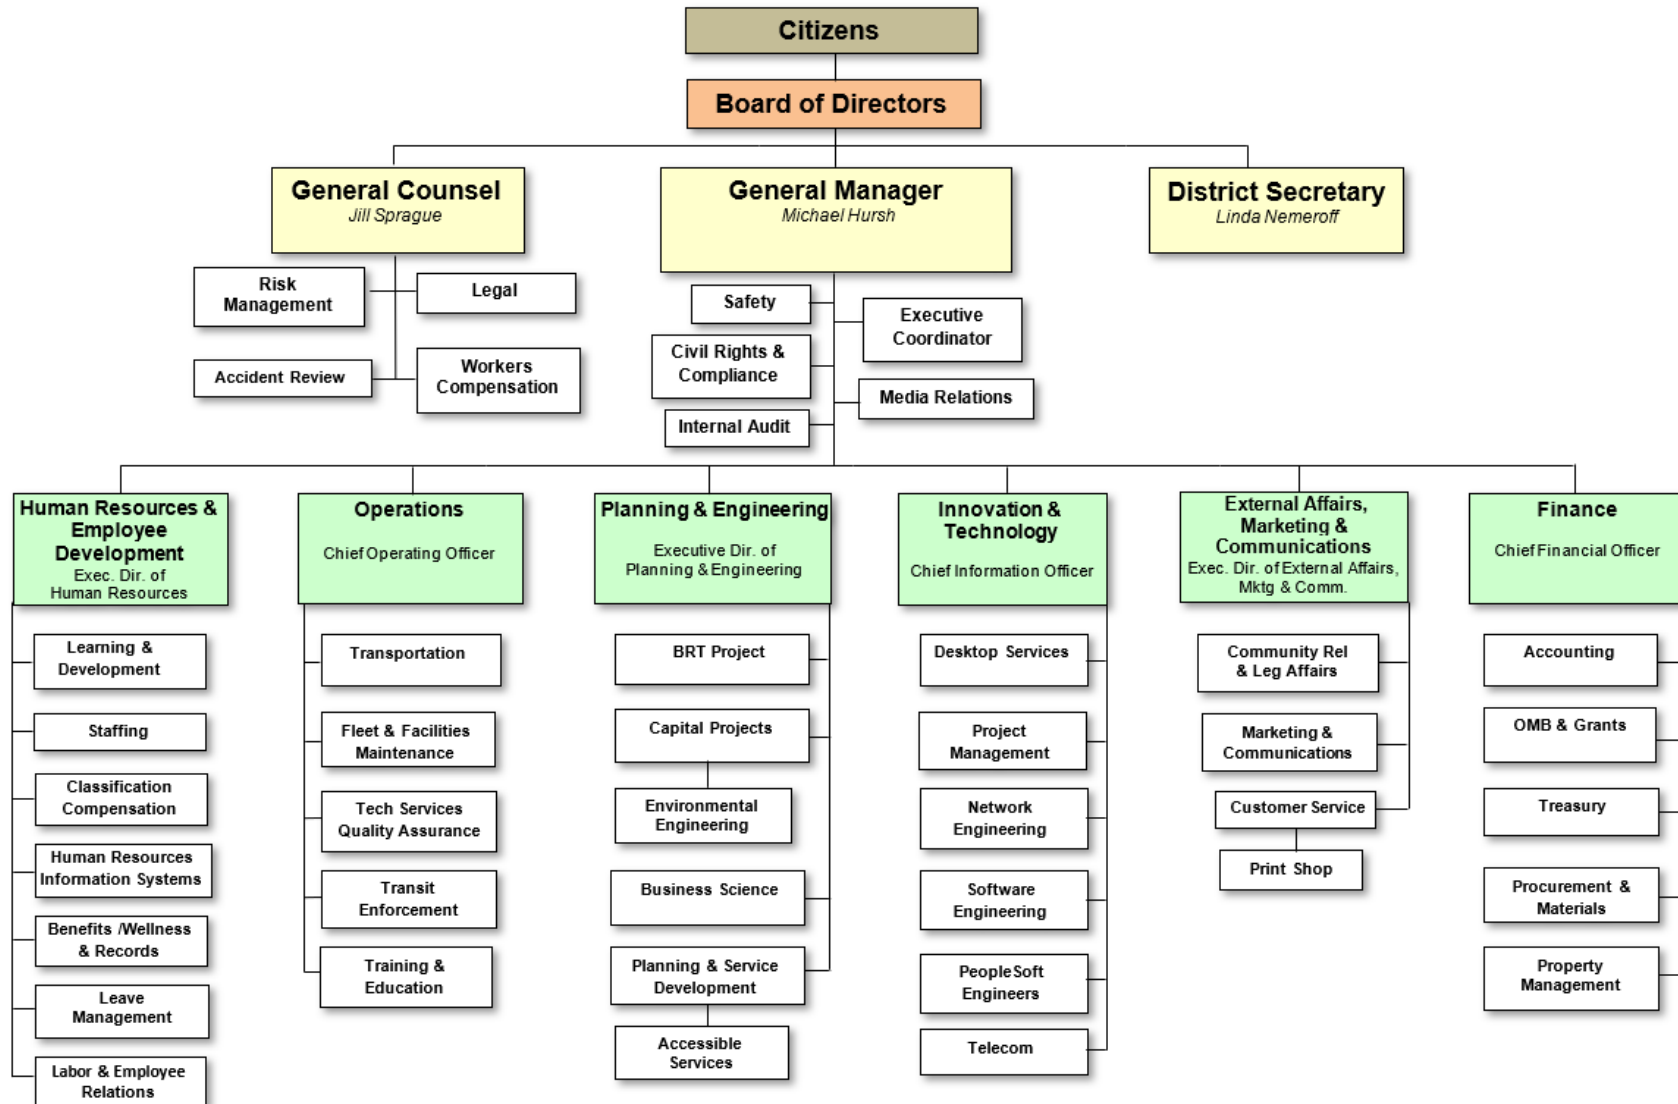 Citizens
Board of Directors
General Counsel
Jill Sprague
General Manager
Michael Hursh
District Secretary
Linda Nemeroff
Risk
Management
Legal
Accident Review
Workers
Compensation
Safety
Executive
Coordinator
Civil Rights &
Compliance
Media Relations
Internal Audit
Human Resources &
Employee
Development
Exec. Dir. of
Human Resources
Learning &
Development
Staffing
Classification
Compensation
Human Resources
Information Systems
Benefits /Wellness
& Records
Leave
Management
Labor & Employee
Relations
Operations
Chief Operating Officer
Transportation
Fleet & Facilities
Maintenance
Tech Services
Quality Assurance
Transit
Enforcement
Training &
Education
Planning & Engineering
Executive Dir. of
Planning & Engineering
BRT Project
Capital Projects
Environmental
Engineering
Business Science
Planning & Service
Development
Accessible
Services
Innovation &
Technology
Chief Information Officer
Desktop Services
Project
Management
Network
Engineering
Software
Engineering
PeopleSoft
Engineers
Telecom
External Affairs,
Marketing &
Communications
Exec. Dir. of External Affairs,
Mktg & Comm.
Community Rel
& Leg Affairs
Marketing &
Communications
Customer Service
Print Shop
Finance
Chief Financial Officer
Accounting
OMB & Grants
Treasury
Procurement &
Materials
Property
Management